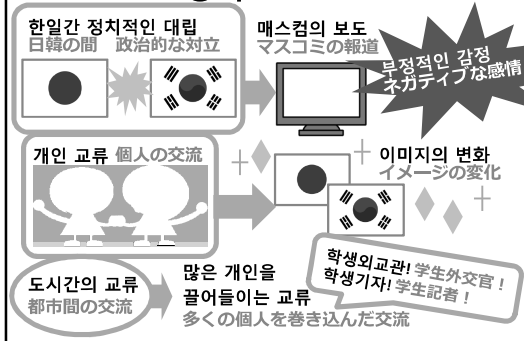 한일간 정치적인 대립
日韓の間 政治的な対立
매스컴의 보도
マスコミの報道
부정적인 감정
ネガティブな感情
개인 교류 個人の交流
이미지의 변화
イメージの変化
학생외교관! 学生外交官！
학생기자! 学生記者！
도시간의 교류
都市間の交流
많은 개인을
끌어들이는 교류
多くの個人を巻き込んだ交流